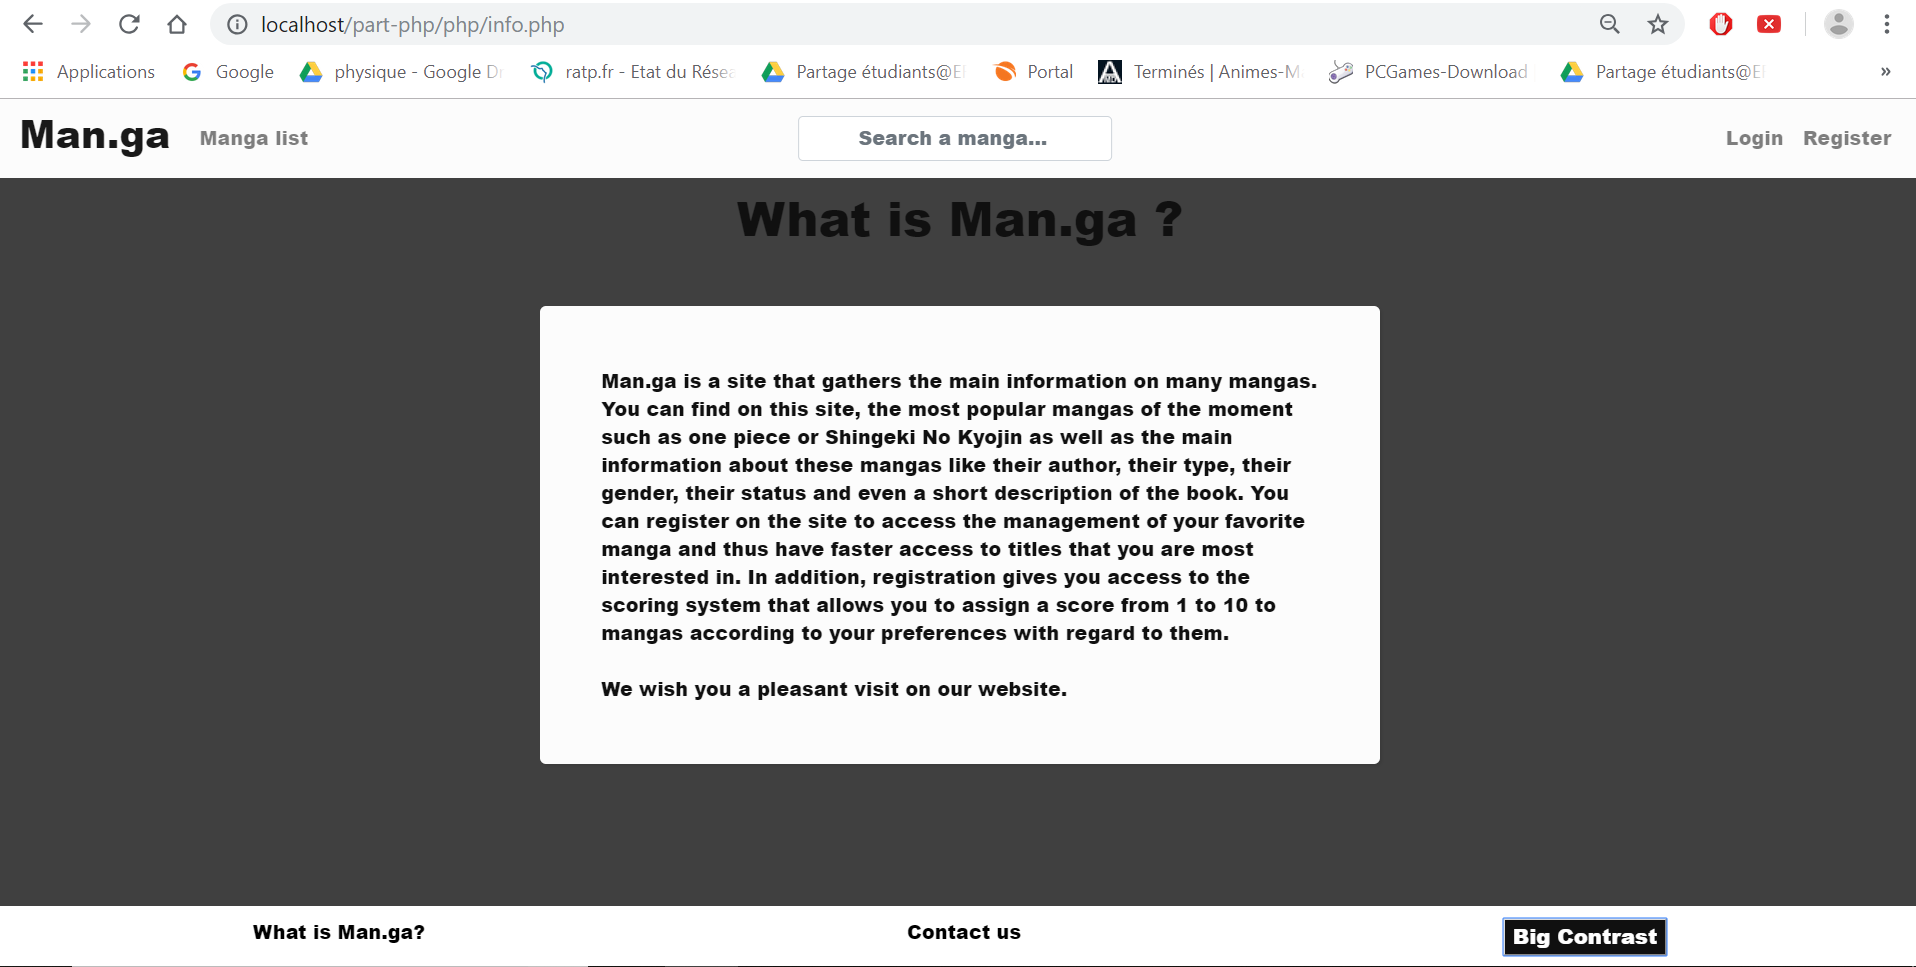 localhost/part-php/php/info.php
Applications Google physique - Google Dr ratp.fr - Etat du Résea Partage étudiants@E Portal Terminés | Animes-M PCGames-Download Partage étudiants@E »
Man.ga Manga list Search a manga... Login Register
What is Man.ga ?
Man.ga is a site that gathers the main information on many mangas.
You can find on this site, the most popular mangas of the moment
such as one piece or Shingeki No Kyojin as well as the main
information about these mangas like their author, their type, their
gender, their status and even a short description of the book. You
can register on the site to access the management of your favorite
manga and thus have faster access to titles that you are most
interested in. In addition, registration gives you access to the
scoring system that allows you to assign a score from 1 to 10 to
mangas according to your preferences with regard to them.
We wish you a pleasant visit on our website.
What is Man.ga? Contact us Big Contrast